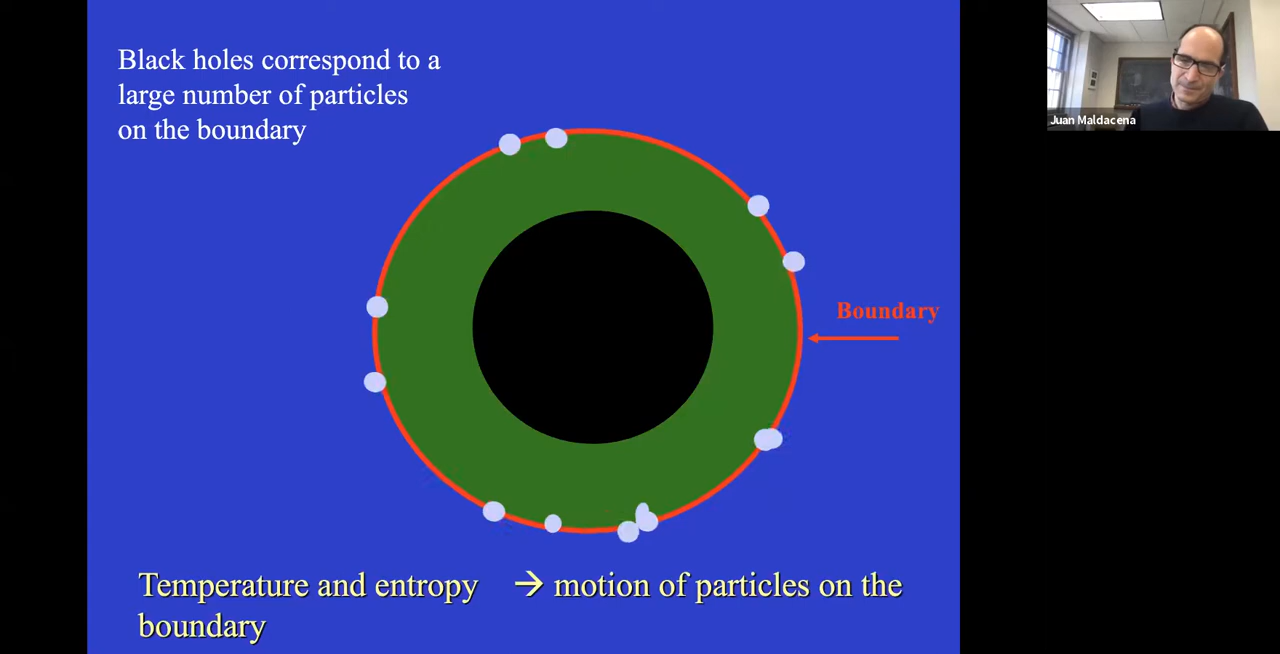 Black holes correspond to a
large number of particles
on the boundary
Juan Maldacena
Boundary
Temperature and entropy → motion of particles on the
boundary